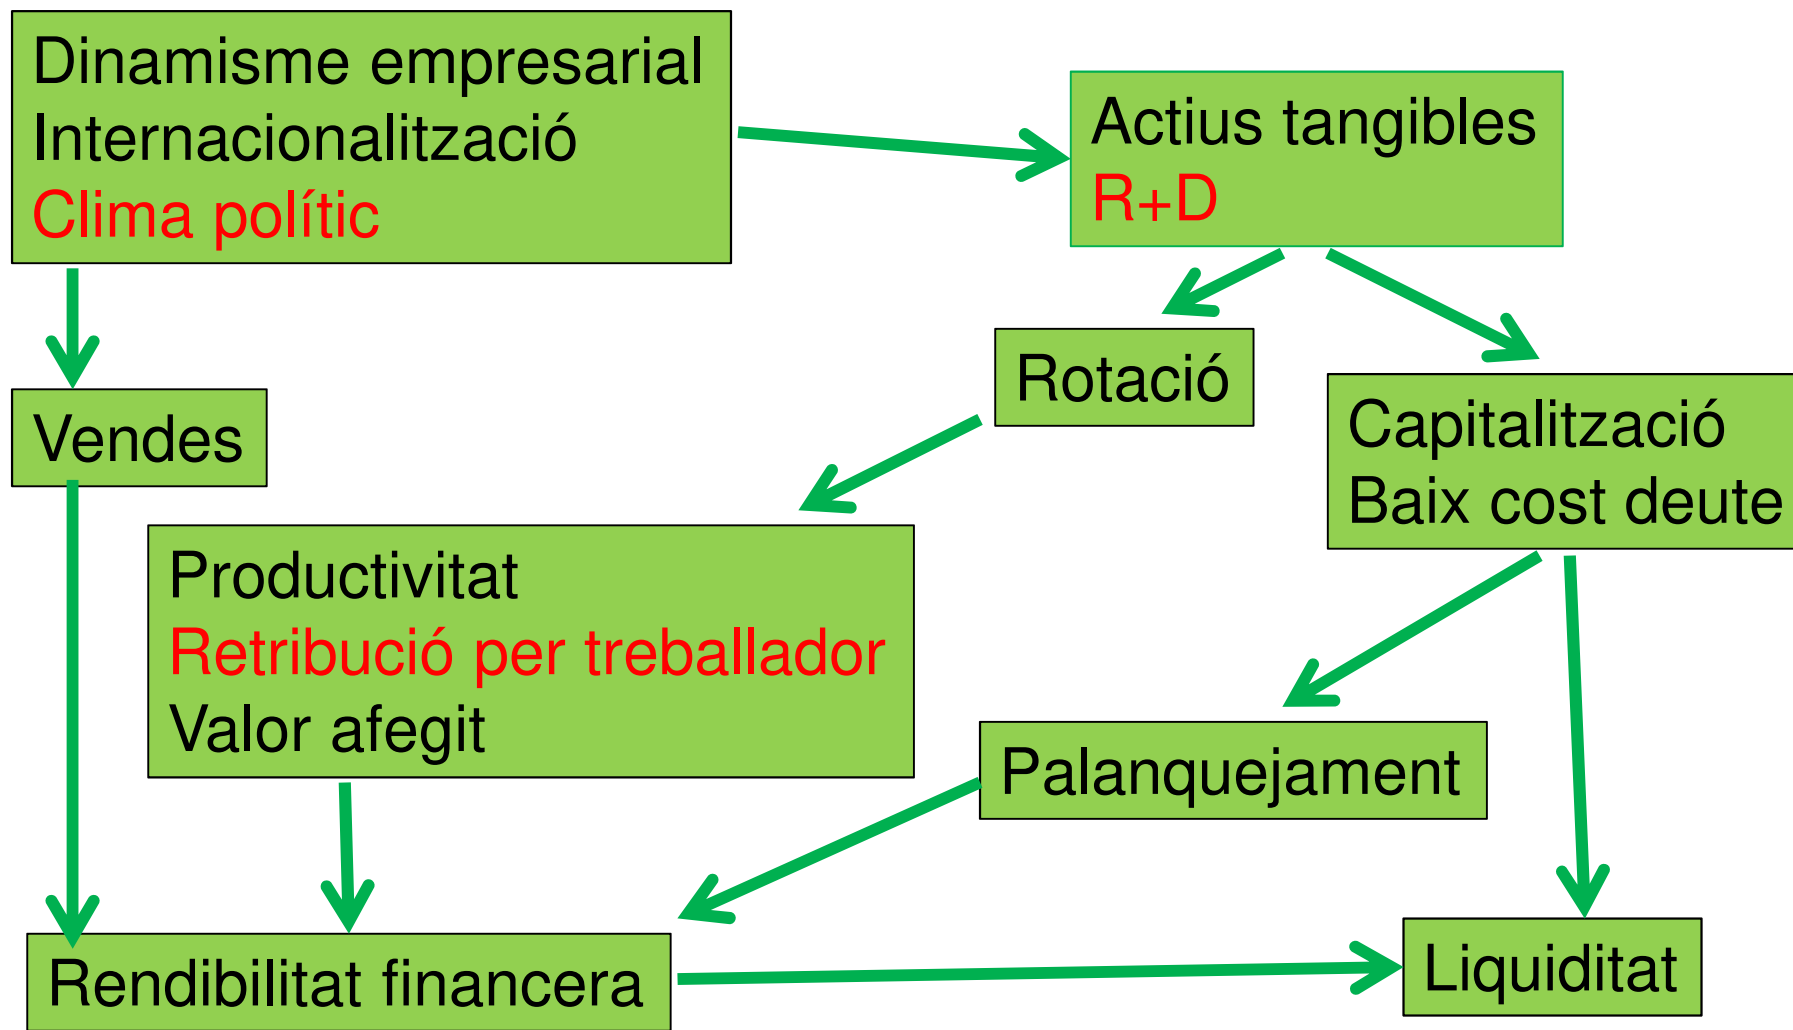 Dinamisme empresarial
Internacionalització
Clima polític
Actius tangibles
R+D
Rotació
Capitalització
Baix cost deute
Vendes
Productivitat
Retribució per treballador
Valor afegit
Palanquejament
Rendibilitat financera
Liquiditat